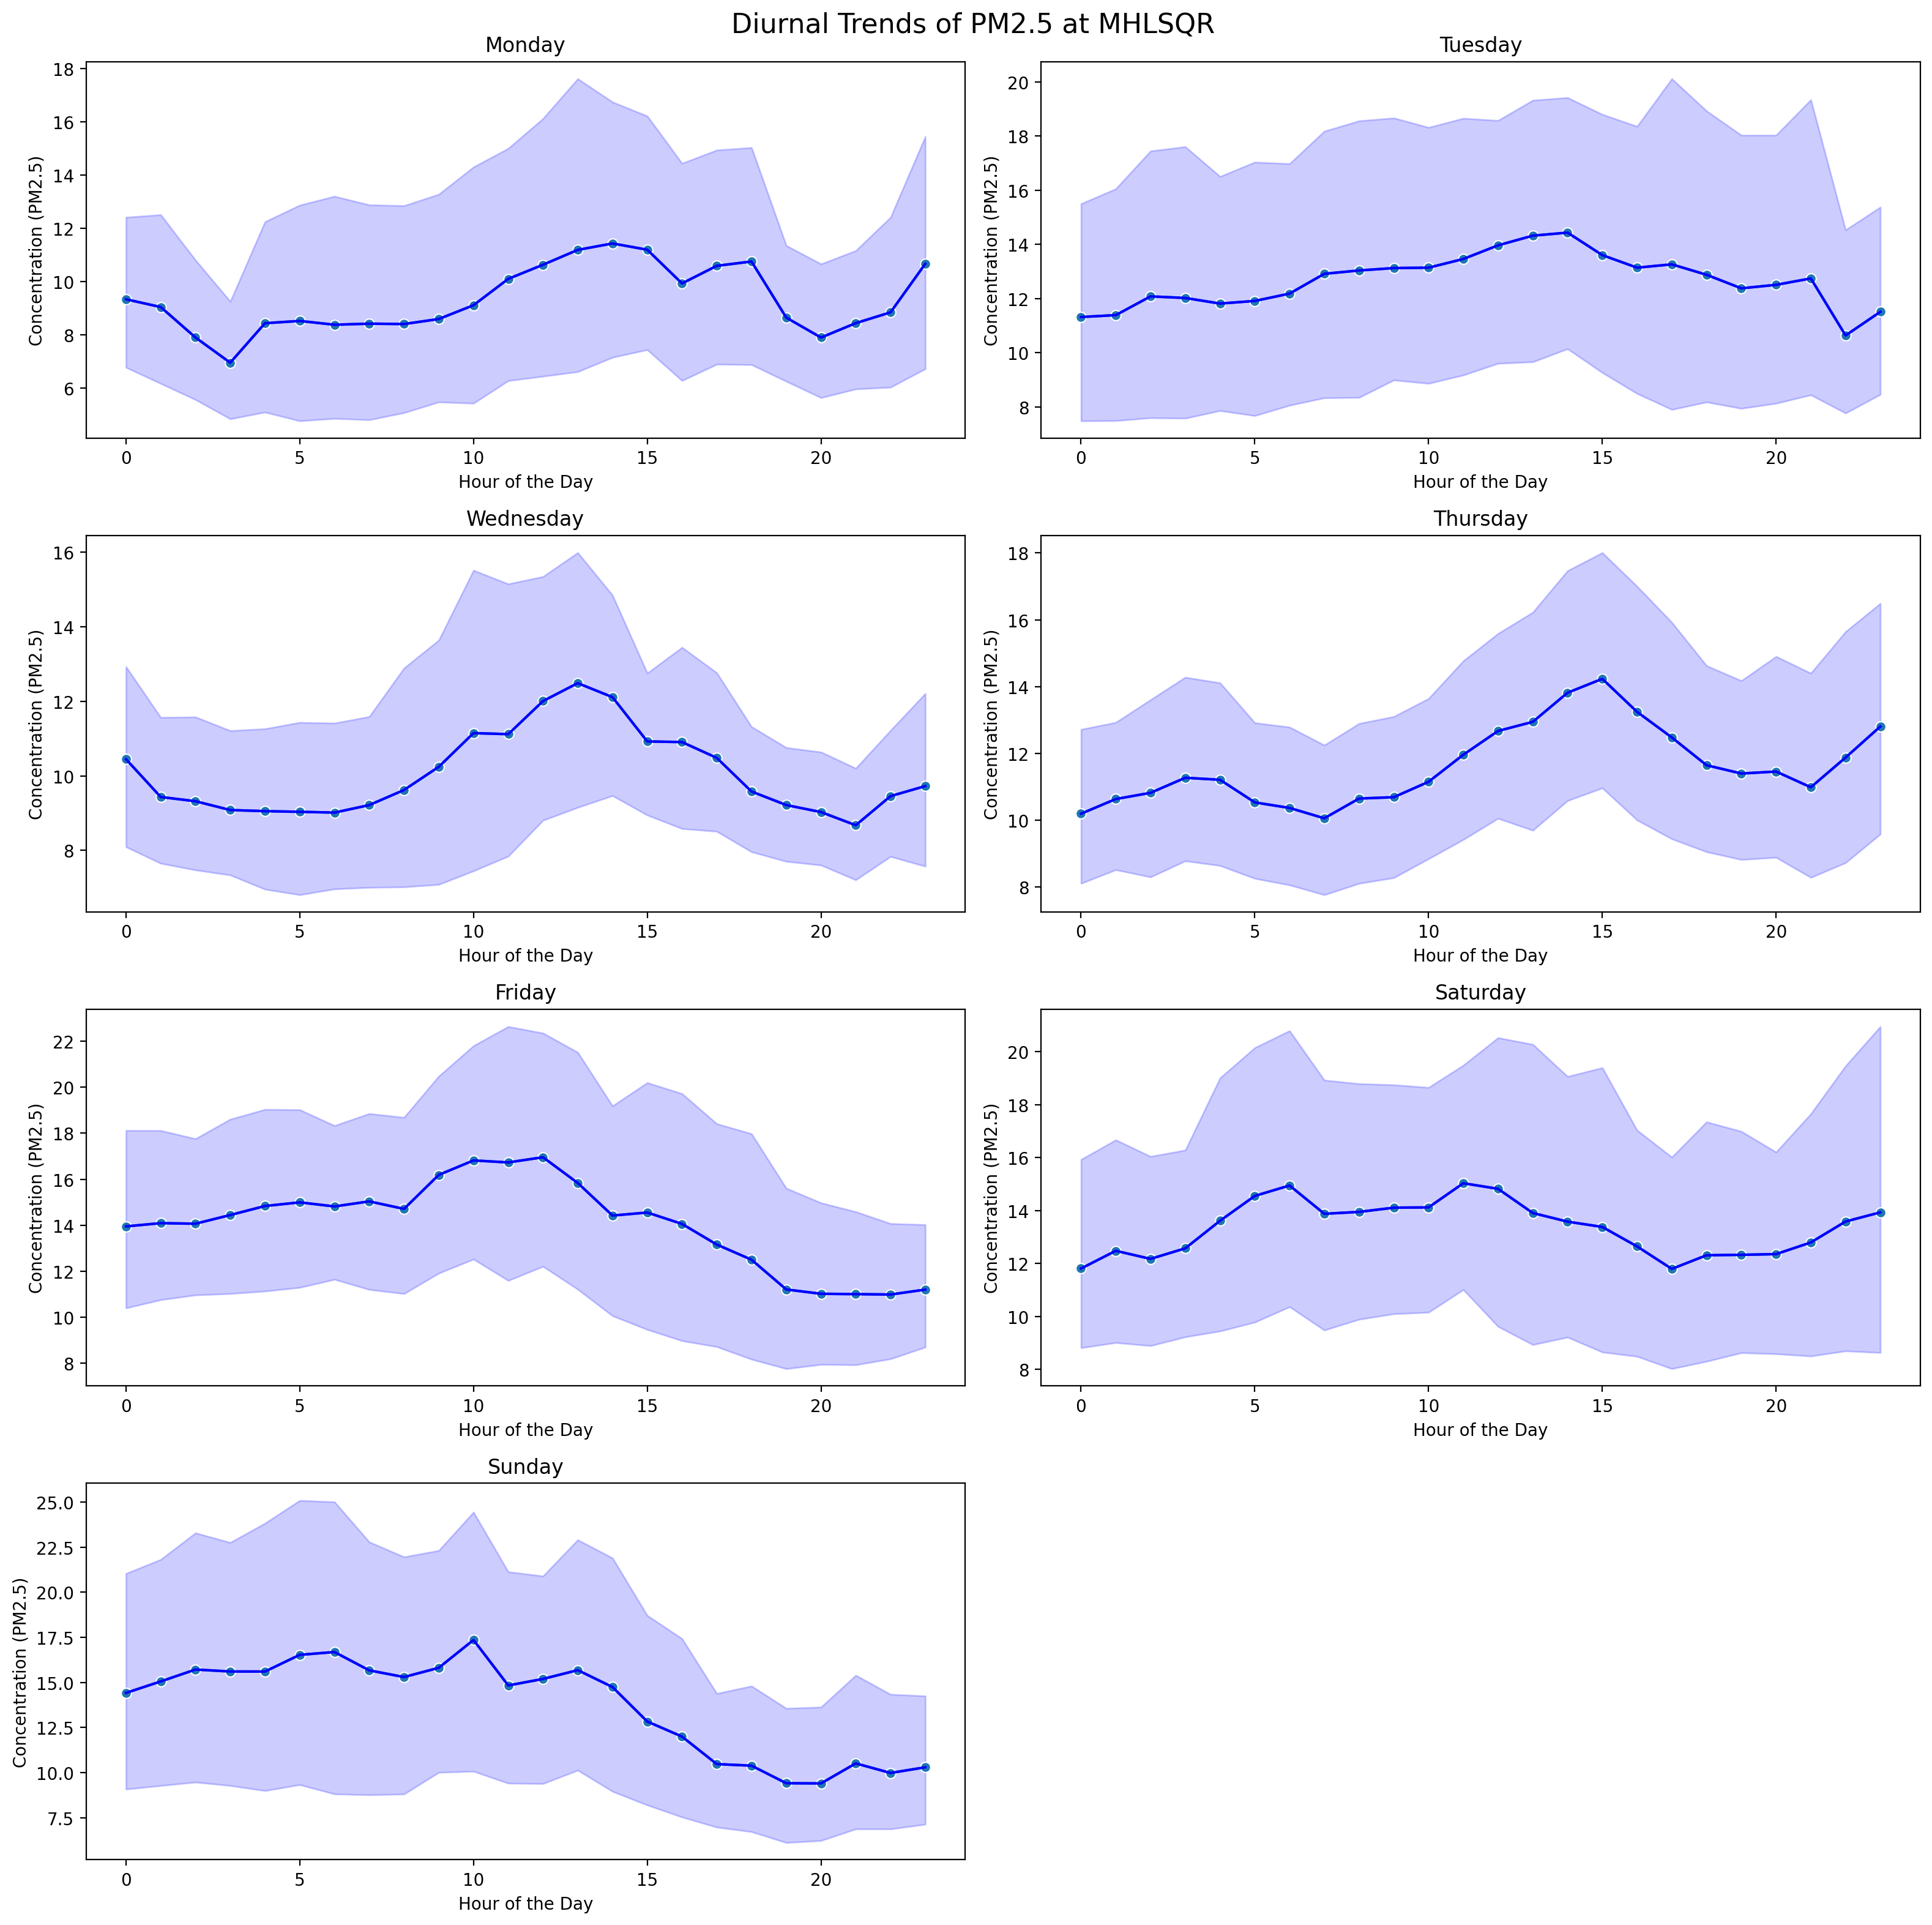 Diurnal Trends of PM2.5 at MHLSQR
Monday
Concentration (PM2.5)
18
16
14
12
10
8
6
0 5 10 15 20
Hour of the Day
Tuesday
Concentration (PM2.5)
20
18
16
14
12
10
8
0 5 10 15 20
Hour of the Day
Wednesday
Concentration (PM2.5)
16
14
12
10
8
0 5 10 15 20
Hour of the Day
Thursday
Concentration (PM2.5)
18
16
14
12
10
8
0 5 10 15 20
Hour of the Day
Friday
Concentration (PM2.5)
22
20
18
16
14
12
10
8
0 5 10 15 20
Hour of the Day
Saturday
Concentration (PM2.5)
20
18
16
14
12
10
8
0 5 10 15 20
Hour of the Day
Sunday
Concentration (PM2.5)
25.0
22.5
20.0
17.5
15.0
12.5
10.0
7.5
0 5 10 15 20
Hour of the Day